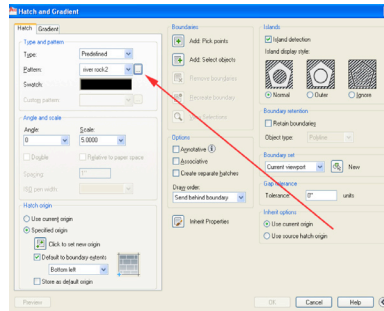 Hatch and Gradient
Hatch Gradient
Type and pattern
Type: Predefined
Pattern: river rock2 ...
Swatch:
Custom pattern:
Angle and scale
Angle: Scale:
0 5.0000
Double Relative to paper space
Spacing: 1"
ISO pen width:
Hatch origin
Use current origin
Specified origin
Click to set new origin
Default to boundary extents
Bottom left
Store as default origin
Preview
Boundaries
Add: Pick points
Add: Select objects
Remove boundaries
Recreate boundary
View Selections
Options
Annotative
Associative
Create separate hatches
Draw order:
Send behind boundary
Inherit Properties
Islands
Island detection
Island display style:
Normal Outer Ignore
Boundary retention
Retain boundaries
Object type: Polyline
Boundary set
Current viewport New
Gap tolerance
Tolerance: 0" units
Inherit options
Use current origin
Use source hatch origin
OK Cancel Help